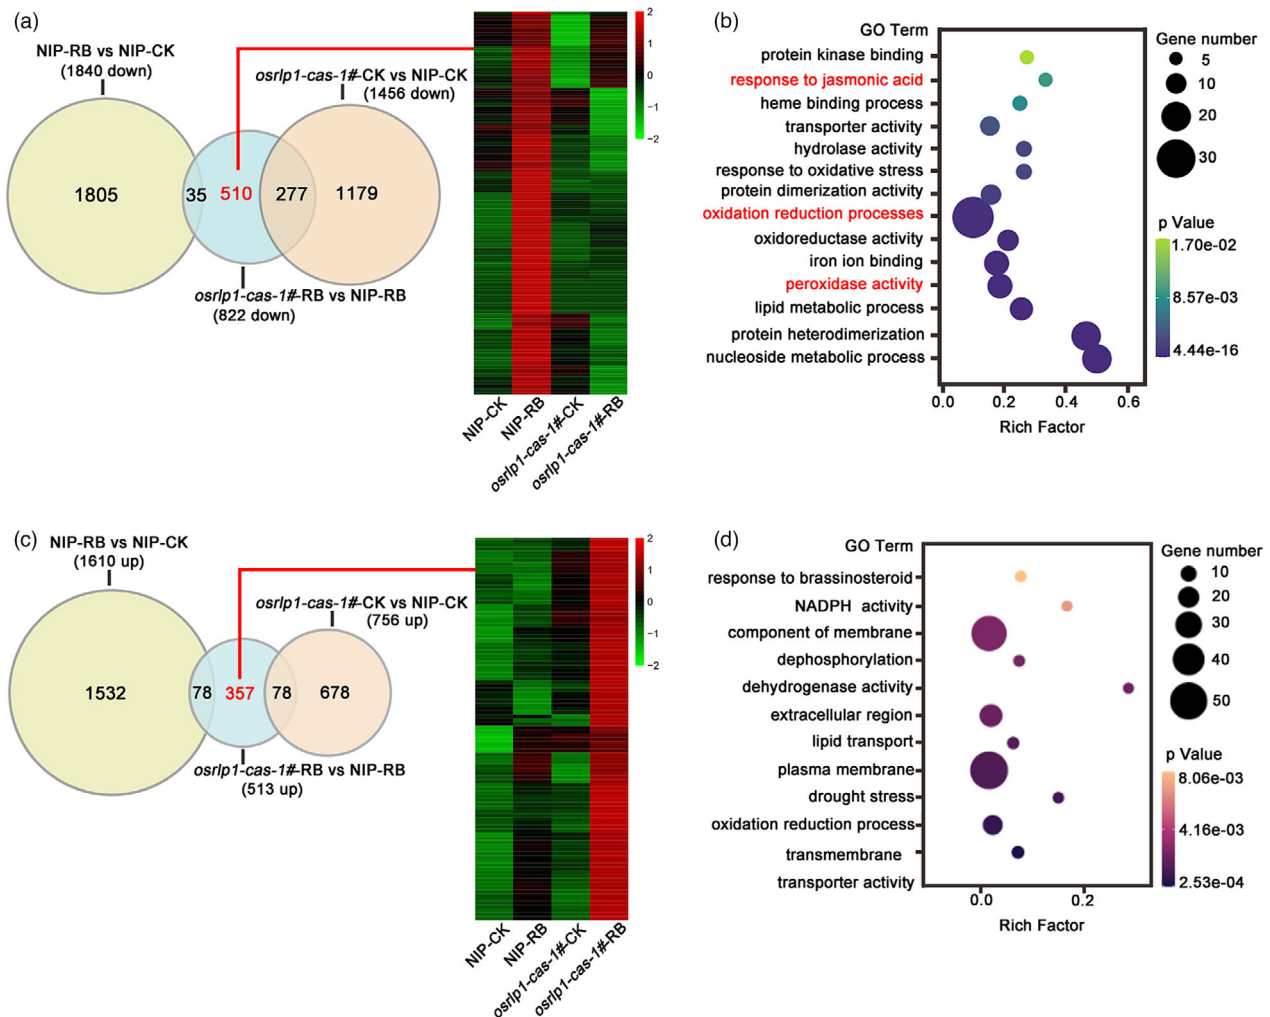 (a)
NIP-RB vs NIP-CK
(1840 down)
osrlp1-cas-1#-CK vs NIP-CK
(1456 down)
1805
35
510
277
1179
osrlp1-cas-1#-RB vs NIP-RB
(822 down)
2
1
0
−1
−2
NIP-CK
NIP-RB
osrlp1-cas-1#-CK
osrlp1-cas-1#-RB
(b)
GO Term
protein kinase binding
response to jasmonic acid
heme binding process
transporter activity
hydrolase activity
response to oxidative stress
protein dimerization activity
oxidation reduction processes
oxidoreductase activity
iron ion binding
peroxidase activity
lipid metabolic process
protein heterodimerization
nucleoside metabolic process
0.0
0.2
0.4
0.6
Rich Factor
Gene number
5
10
20
30
p Value
1.70e-02
8.57e-03
4.44e-16
(c)
NIP-RB vs NIP-CK
(1610 up)
osrlp1-cas-1#-CK vs NIP-CK
(756 up)
1532
78
357
78
678
osrlp1-cas-1#-RB vs NIP-RB
(513 up)
2
1
0
−1
−2
NIP-CK
NIP-RB
osrlp1-cas-1#-CK
osrlp1-cas-1#-RB
(d)
GO Term
response to brassinosteroid
NADPH activity
component of membrane
dephosphorylation
dehydrogenase activity
extracellular region
lipid transport
plasma membrane
drought stress
oxidation reduction process
transmembrane
transporter activity
0.0
0.2
Rich Factor
Gene number
10
20
30
40
50
p Value
8.06e-03
4.16e-03
2.53e-04